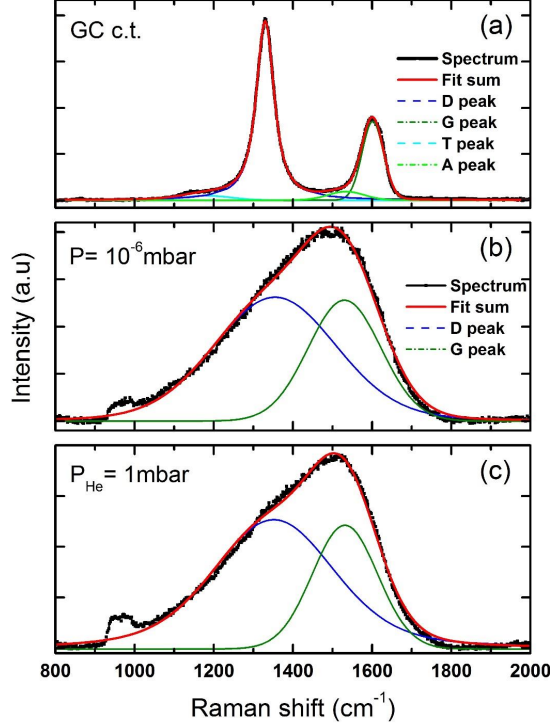 GC c.t.
(a)
Spectrum
Fit sum
D peak
G peak
T peak
A peak
P= 10⁻⁶mbar
(b)
Spectrum
Fit sum
D peak
G peak
Intensity (a.u)
P_He= 1mbar
(c)
800 1000 1200 1400 1600 1800 2000
Raman shift (cm⁻¹)